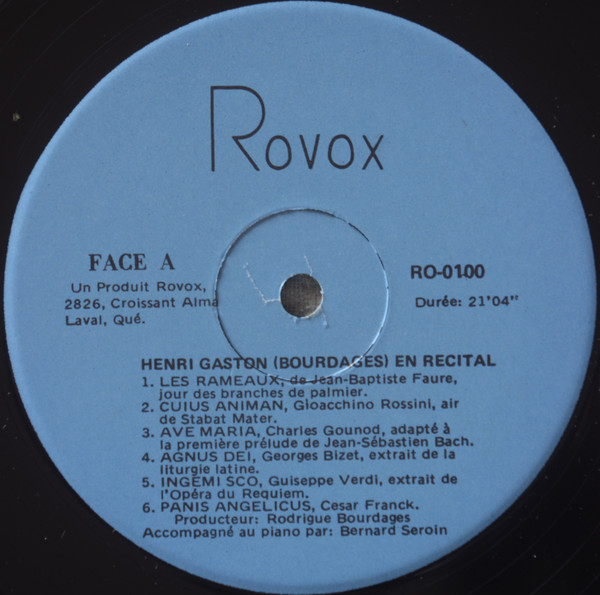 Rovox
FACE A
Un Produit Rovox,
2826, Croissant Alma
Laval, Qué.
RO-0100
Durée: 21'04"
HENRI GASTON (BOURDAGES) EN RECITAL
1. LES RAMEAUX, de Jean-Baptiste Faure,
jour des branches de palmier.
2. CUIUS ANIMAN, Gioacchino Rossini, air
de Stabat Mater.
3. AVE MARIA, Charles Gounod, adapté à
la première prélude de Jean-Sébastien Bach.
4. AGNUS DEI, Georges Bizet, extrait de la
liturgie latine.
5. INGEMI SCO, Guiseppe Verdi, extrait de
l'Opéra du Requiem.
6. PANIS ANGELICUS, Cesar Franck.
Producteur: Rodrigue Bourdages
Accompagné au piano par: Bernard Seroin